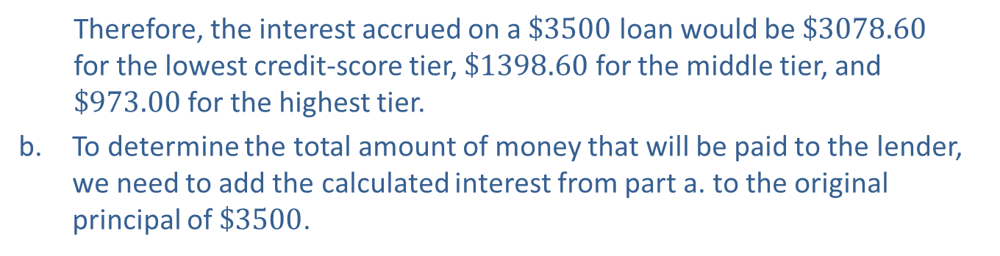 Therefore, the interest accrued on a $3500 loan would be $3078.60
for the lowest credit-score tier, $1398.60 for the middle tier, and
$973.00 for the highest tier.
b. To determine the total amount of money that will be paid to the lender,
we need to add the calculated interest from part a. to the original
principal of $3500.